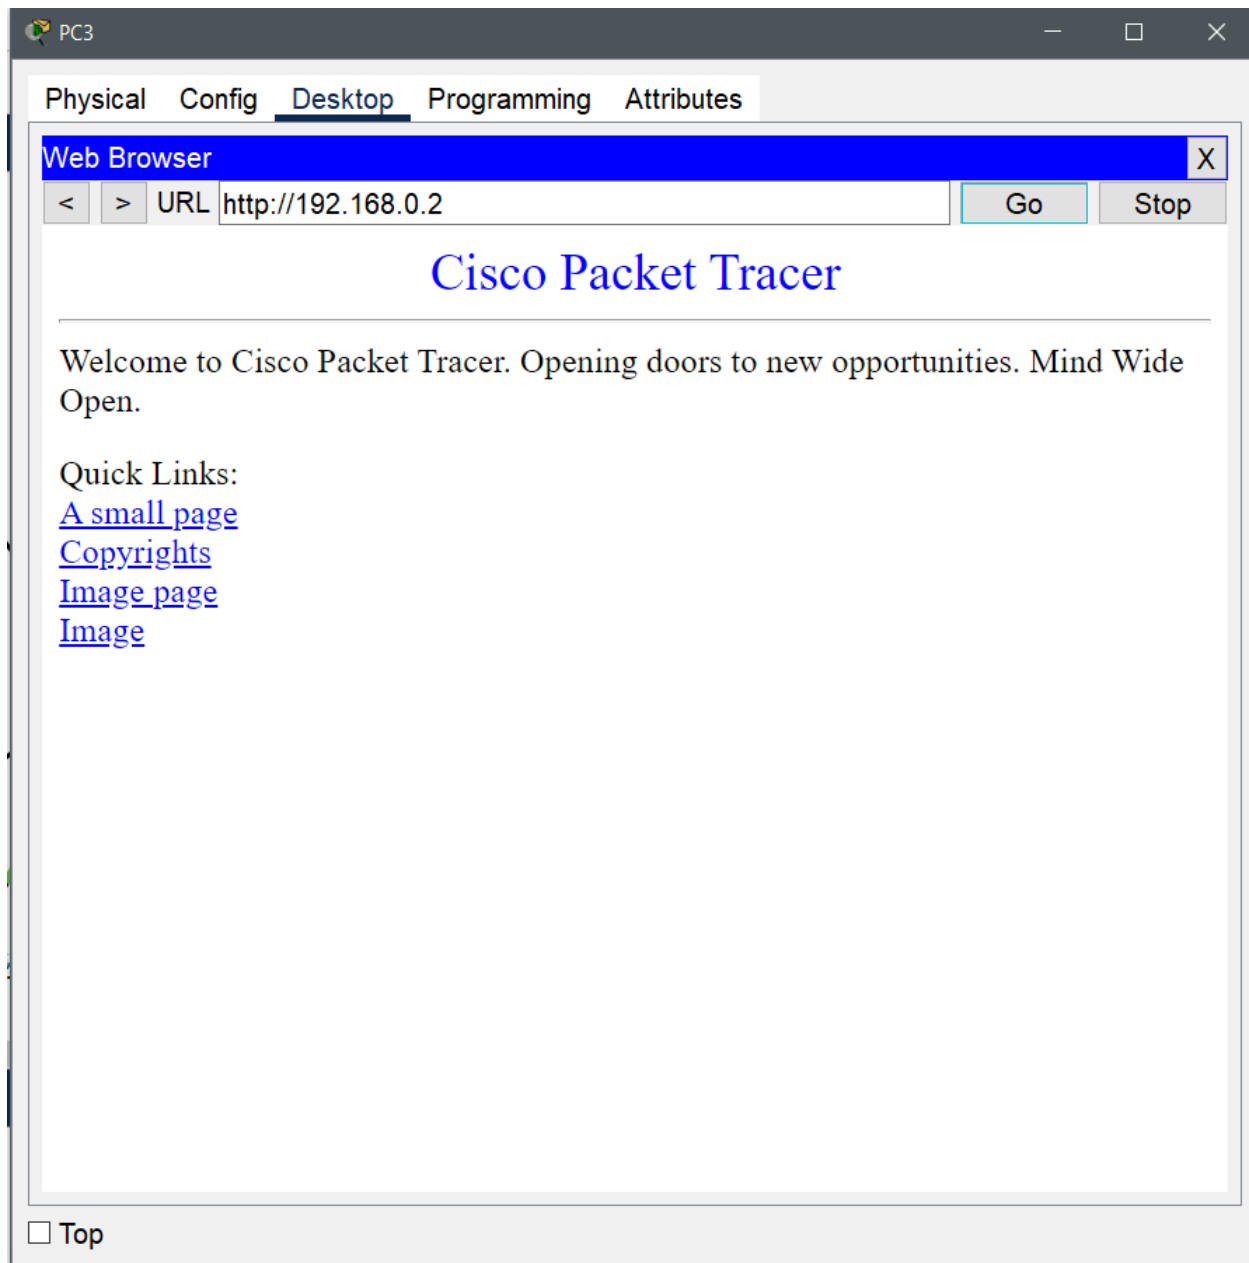 PC3
Physical Config Desktop Programming Attributes
Web Browser X
< > URL http://192.168.0.2 Go Stop
Cisco Packet Tracer
Welcome to Cisco Packet Tracer. Opening doors to new opportunities. Mind Wide
Open.
Quick Links:
A small page
Copyrights
Image page
Image
Top